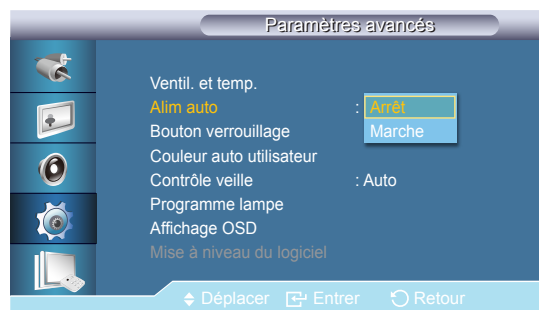 Paramètres avancés
Ventil. et temp.
Alim auto : Arrêt
Marche
Bouton verrouillage
Couleur auto utilisateur
Contrôle veille : Auto
Programme lampe
Affichage OSD
Mise à niveau du logiciel
Déplacer Entrer Retour